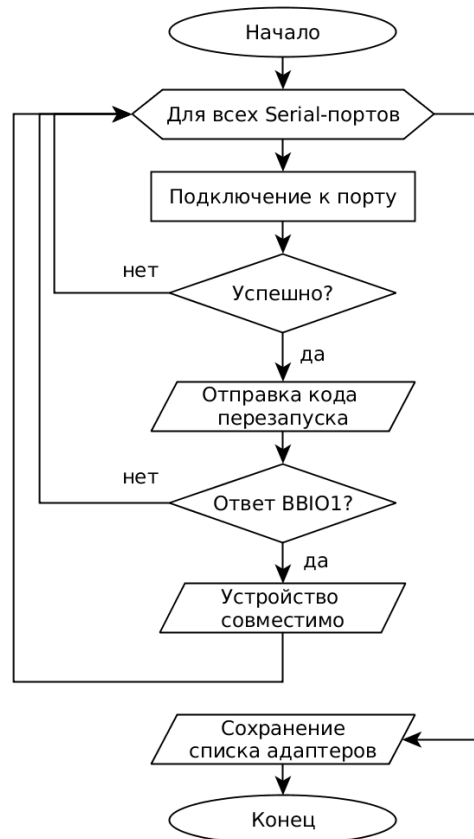 Начало
Для всех Serial-портов
Подключение к порту
нет
Успешно?
да
Отправка кода
перезапуска
нет
Ответ BBIO1?
да
Устройство
совместимо
Сохранение
списка адаптеров
Конец